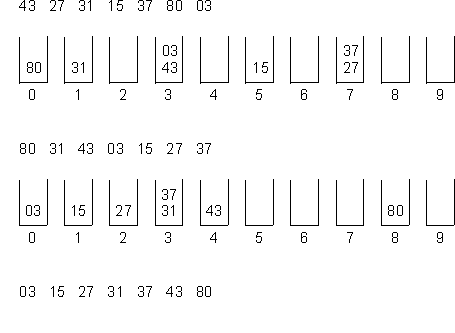 43 27 31 15 37 80 03
03 37
80 31 43 15 27
0 1 2 3 4 5 6 7 8 9
80 31 43 03 15 27 37
37
03 15 27 31 43 80
0 1 2 3 4 5 6 7 8 9
03 15 27 31 37 43 80